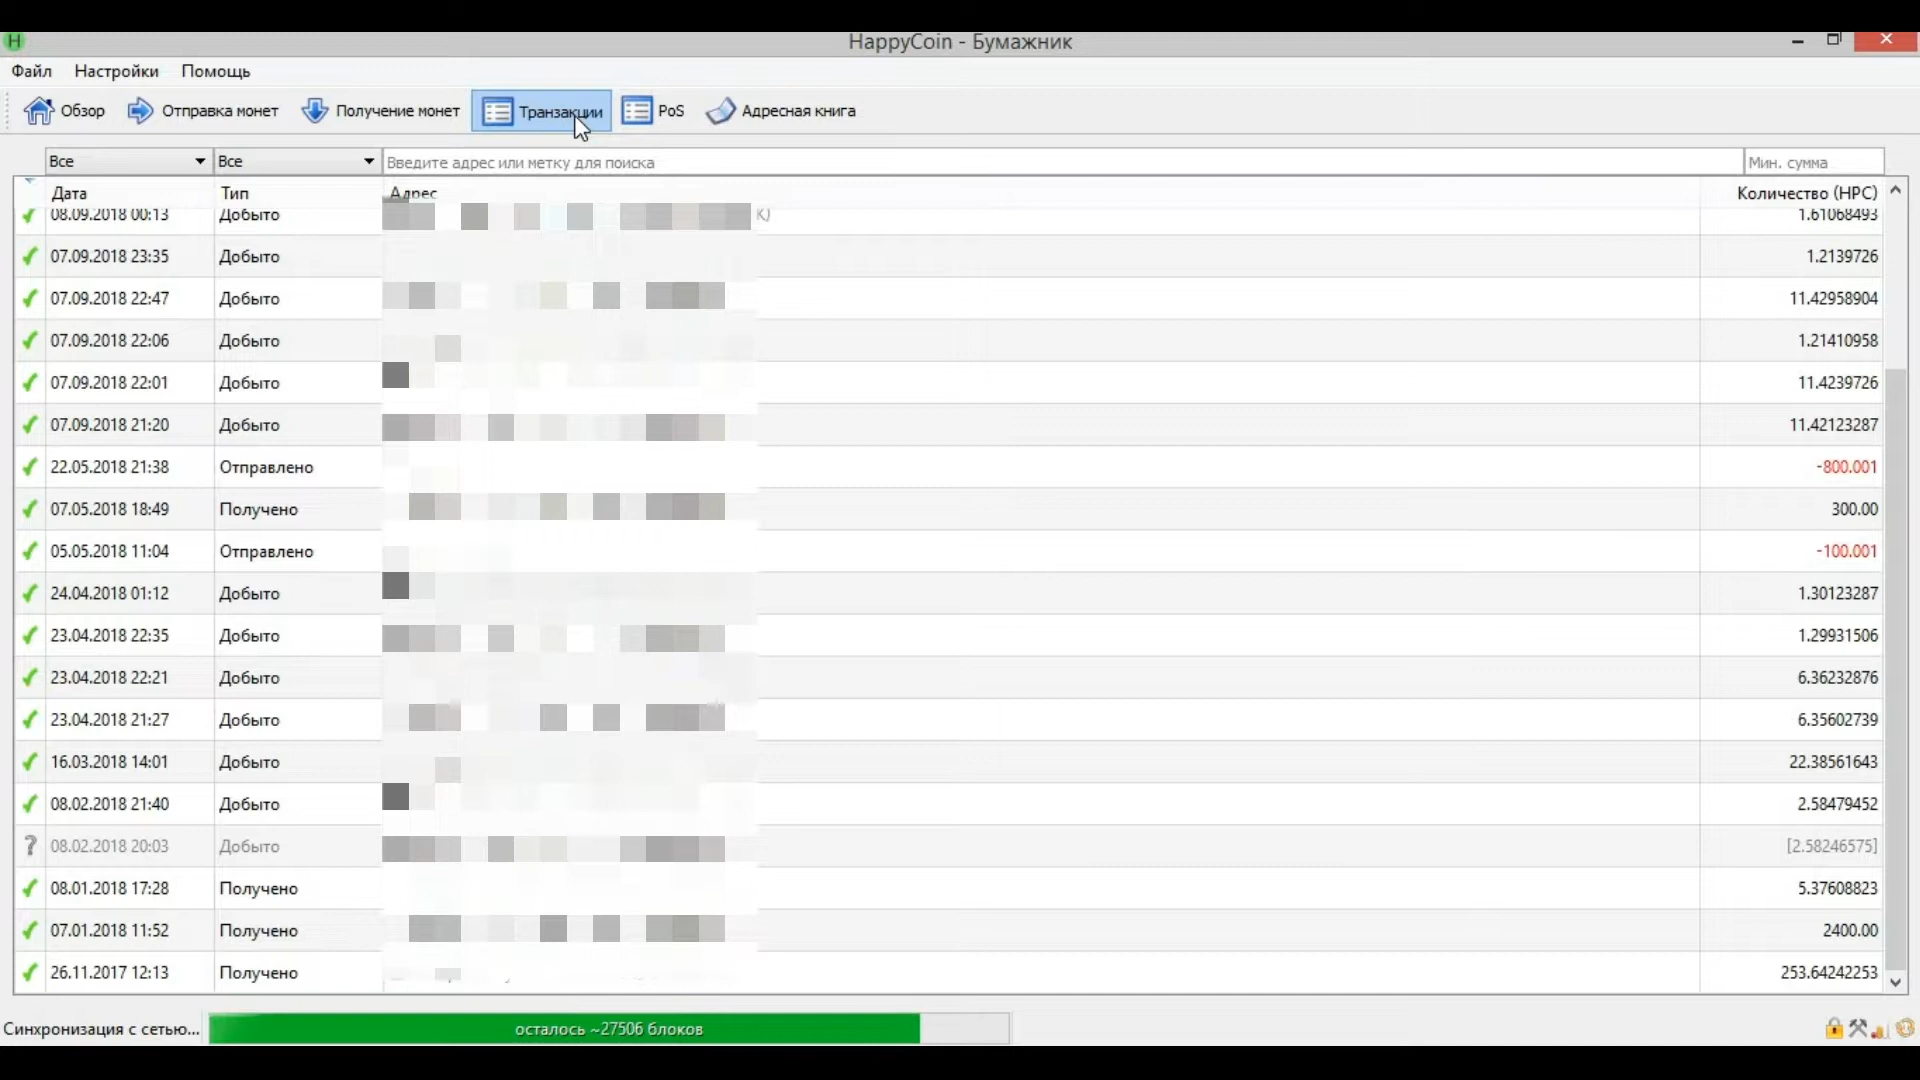 HappyCoin - Бумажник
Файл Настройки Помощь
Обзор Отправка монет Получение монет Транзакции PoS Адресная книга
Все Все Введите адрес или метку для поиска Мин. сумма
Дата Тип Адрес Количество (HPC)
08.09.2018 00:13 Добыто K) 1.61068493
07.09.2018 23:35 Добыто 1.2139726
07.09.2018 22:47 Добыто 11.42958904
07.09.2018 22:06 Добыто 1.21410958
07.09.2018 22:01 Добыто 11.4239726
07.09.2018 21:20 Добыто 11.42123287
22.05.2018 21:38 Отправлено -800.001
07.05.2018 18:49 Получено 300.00
05.05.2018 11:04 Отправлено -100.001
24.04.2018 01:12 Добыто 1.30123287
23.04.2018 22:35 Добыто 1.29931506
23.04.2018 22:21 Добыто 6.36232876
23.04.2018 21:27 Добыто 6.35602739
16.03.2018 14:01 Добыто 22.38561643
08.02.2018 21:40 Добыто 2.58479452
? 08.02.2018 20:03 Добыто [2.58246575]
08.01.2018 17:28 Получено 5.37608823
07.01.2018 11:52 Получено 2400.00
26.11.2017 12:13 Получено 253.64242253
Синхронизация с сетью... осталось ~27506 блоков